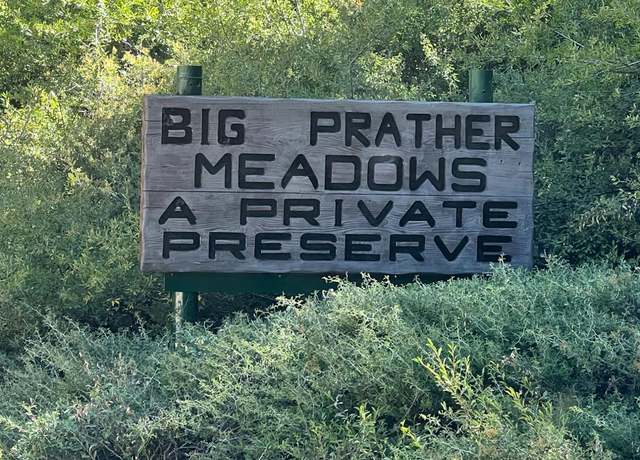 BIG PRATHER
MEADOWS
A PRIVATE
PRESERVE